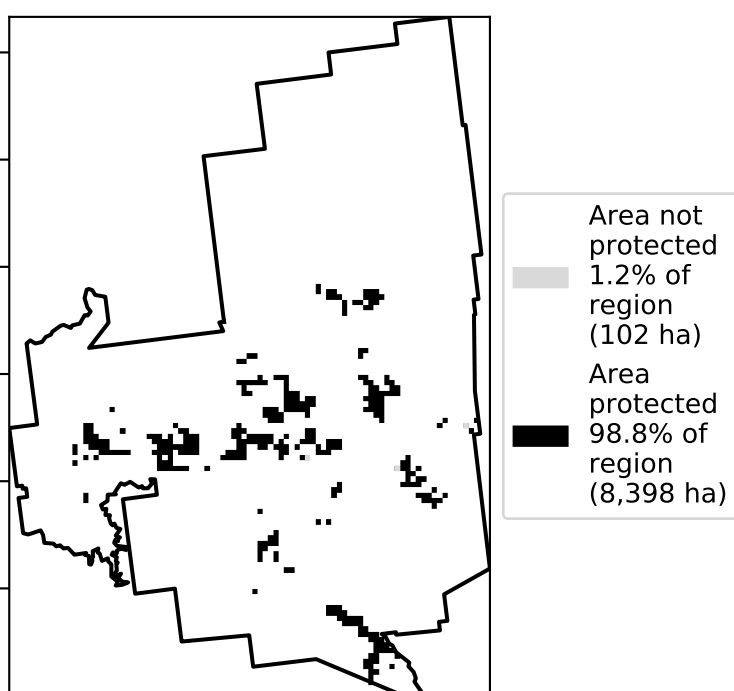 Area not
protected
1.2% of
region
(102 ha)
Area
protected
98.8% of
region
(8,398 ha)